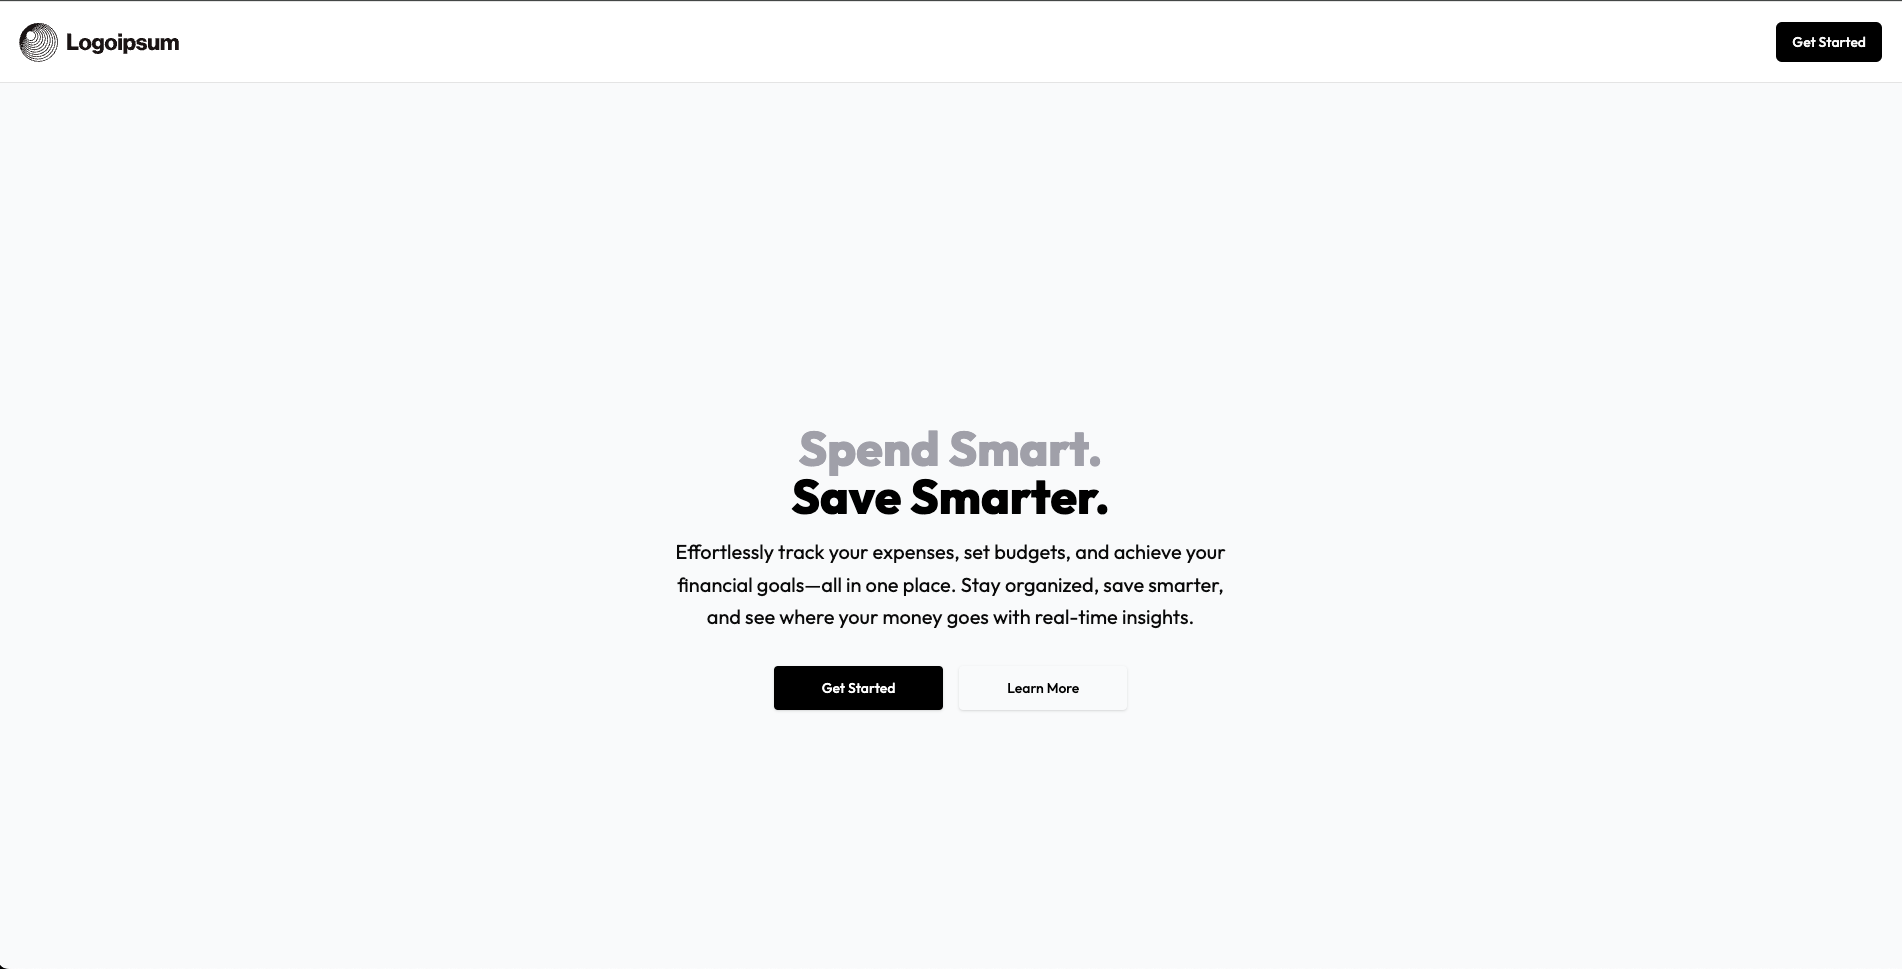 Logoipsum
Get Started
Spend Smart.
Save Smarter.
Effortlessly track your expenses, set budgets, and achieve your
financial goals—all in one place. Stay organized, save smarter,
and see where your money goes with real-time insights.
Get Started
Learn More